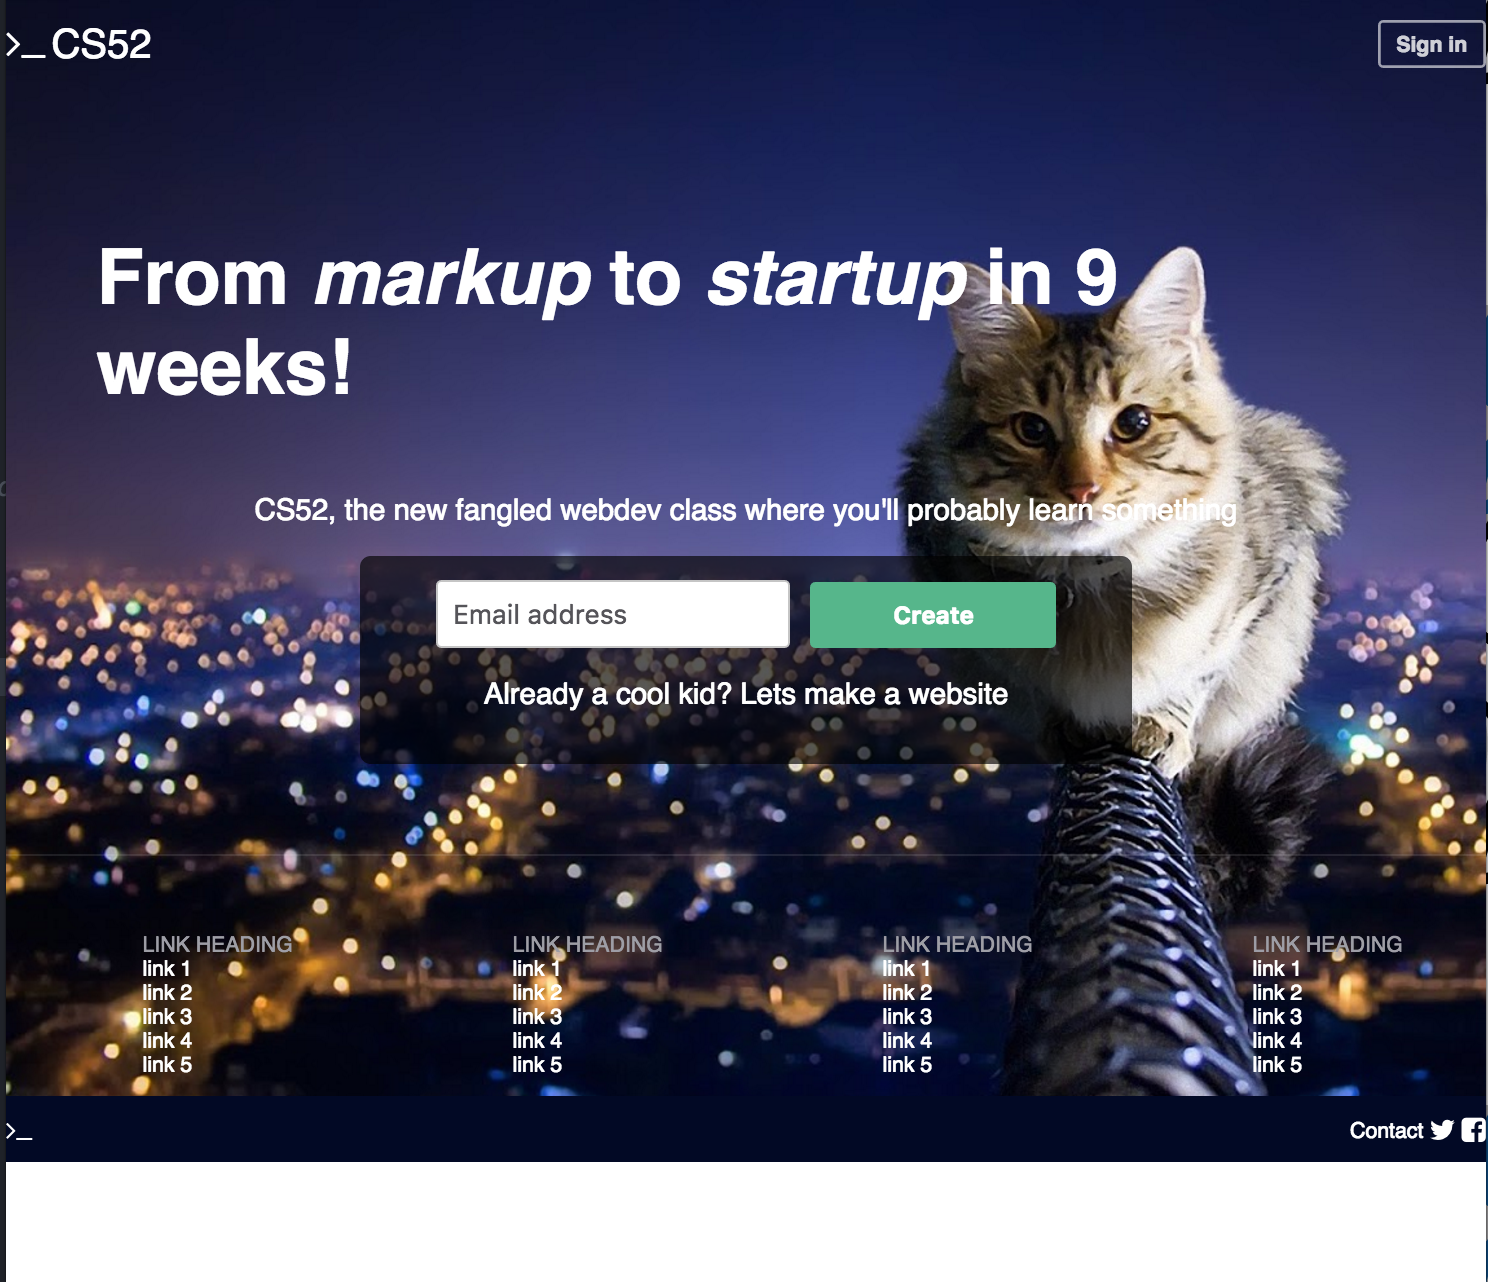 >_CS52
Sign in
From markup to startup in 9
weeks!
CS52, the new fangled webdev class where you'll probably learn something
Email address
Create
Already a cool kid? Lets make a website
LINK HEADING
link 1
link 2
link 3
link 4
link 5
LINK HEADING
link 1
link 2
link 3
link 4
link 5
LINK HEADING
link 1
link 2
link 3
link 4
link 5
LINK HEADING
link 1
link 2
link 3
link 4
link 5
>_
Contact